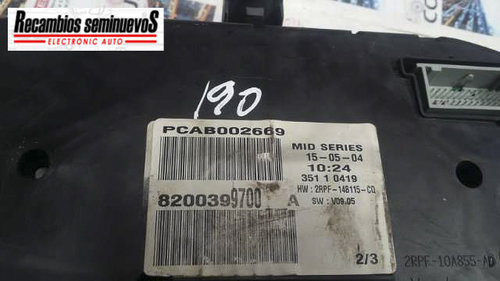 Recambios seminuevos
ELECTRONIC AUTO
190
PCAB002669
MID SERIES
15-05-04
10:24
351 1 0419
HW : 2RPF-148115-CD
SW : V09.05
8200399700 A
2/3
2RPF-10A855-AD